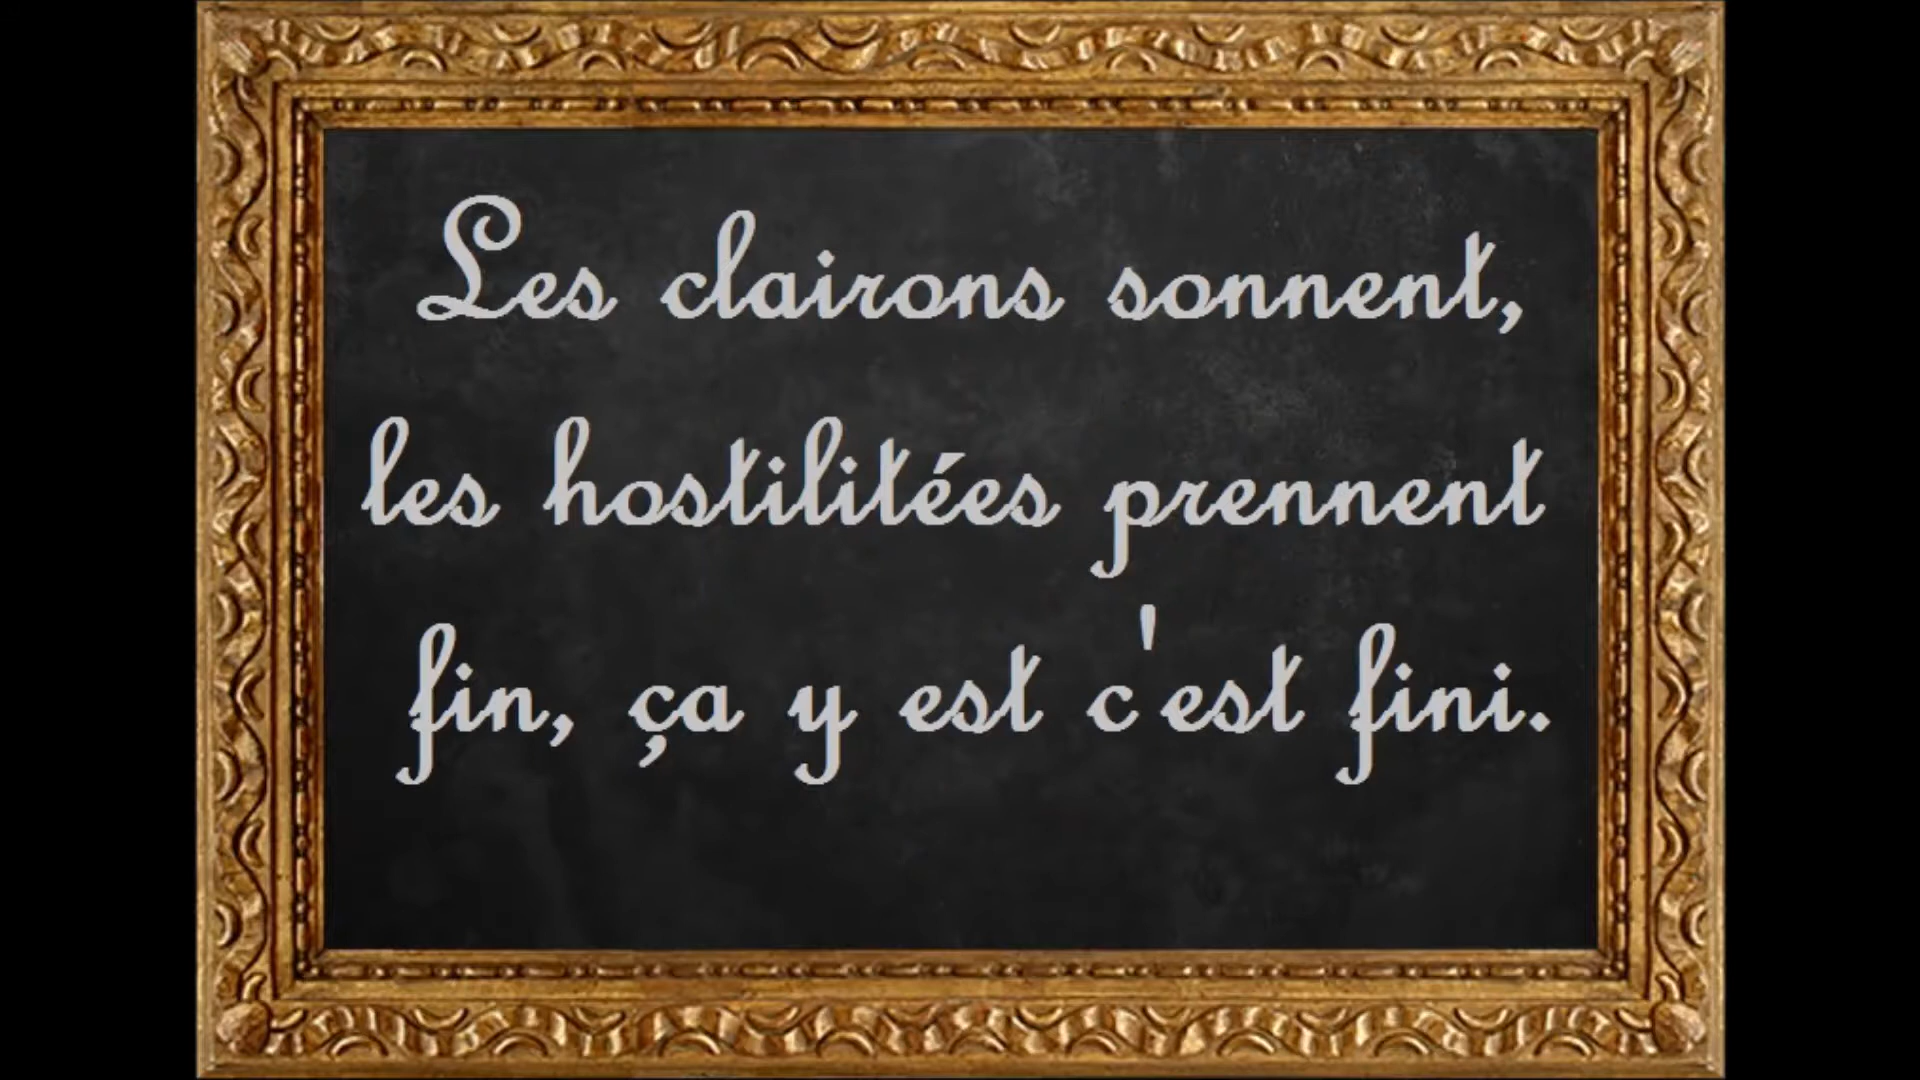 Les clairons sonnent,
les hostilitées prennent
fin, ça y est c'est fini.